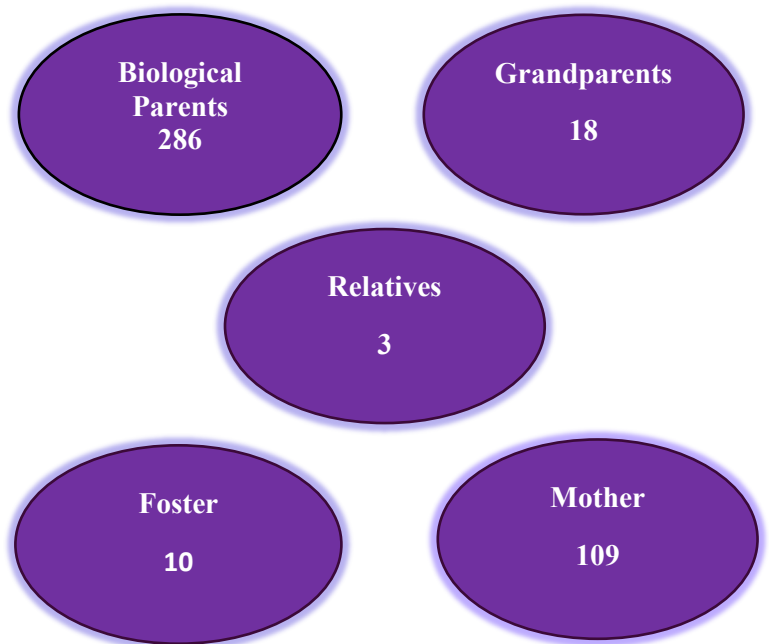 Biological
Parents
286
Grandparents
18
Relatives
3
Foster
10
Mother
109